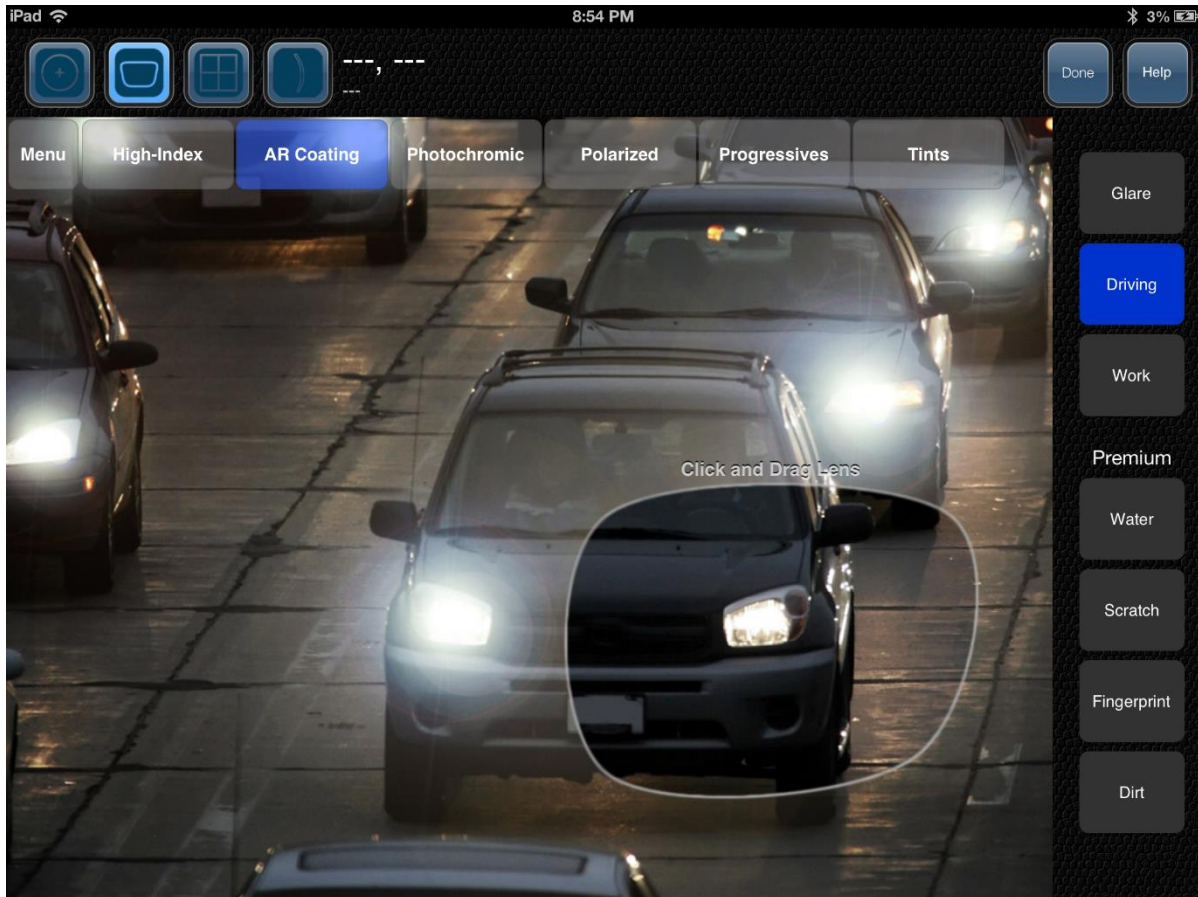 iPad 8:54 PM 3%
---, ---
---
Done Help
Menu High-Index AR Coating Photochromic Polarized Progressives Tints
Glare
Driving
Work
Premium
Water
Scratch
Fingerprint
Dirt
Click and Drag Lens